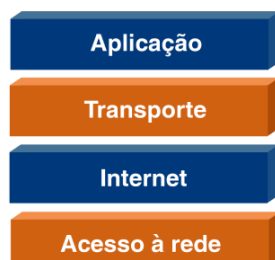 Aplicação
Transporte
Internet
Acesso à rede